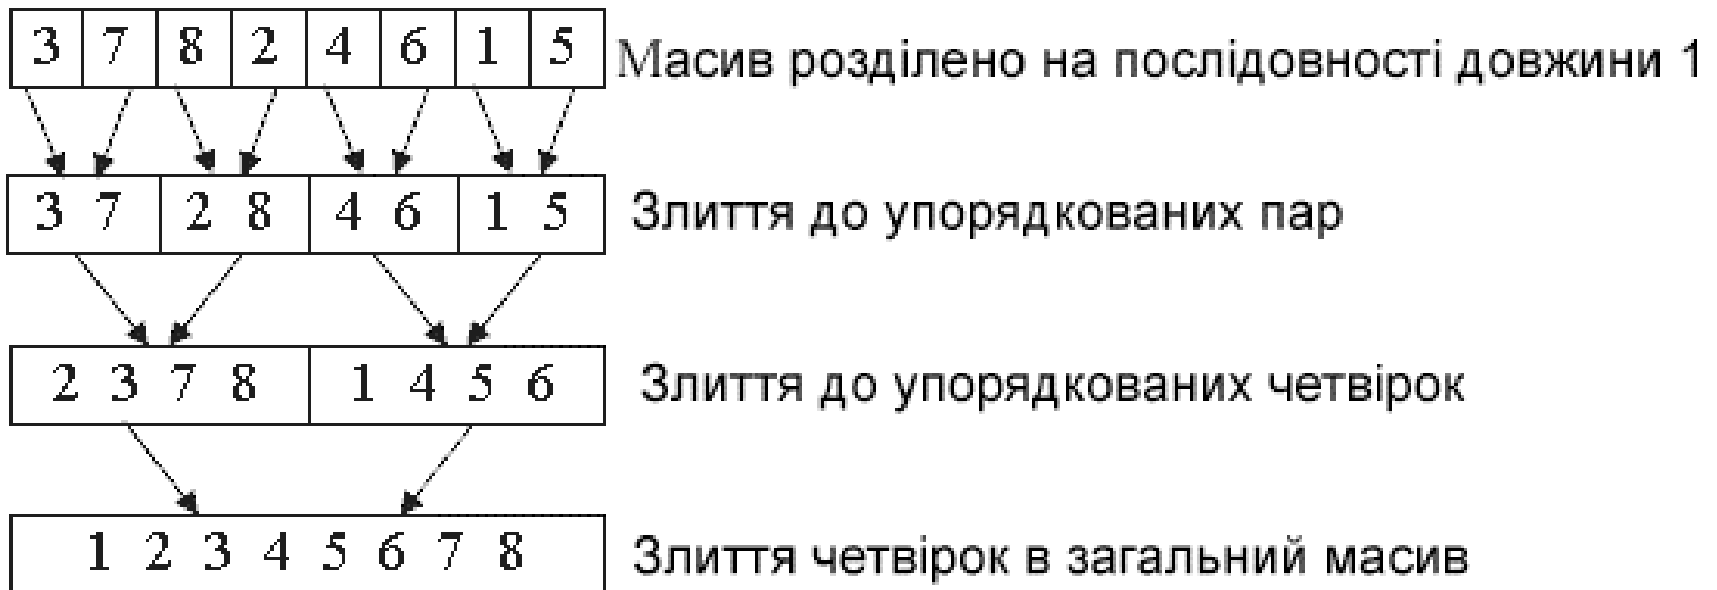 3 7 8 2 4 6 1 5 Масив розділено на послідовності довжини 1
3 7 2 8 4 6 1 5 Злиття до упорядкованих пар
2 3 7 8 1 4 5 6 Злиття до упорядкованих четвірок
1 2 3 4 5 6 7 8 Злиття четвірок в загальний масив